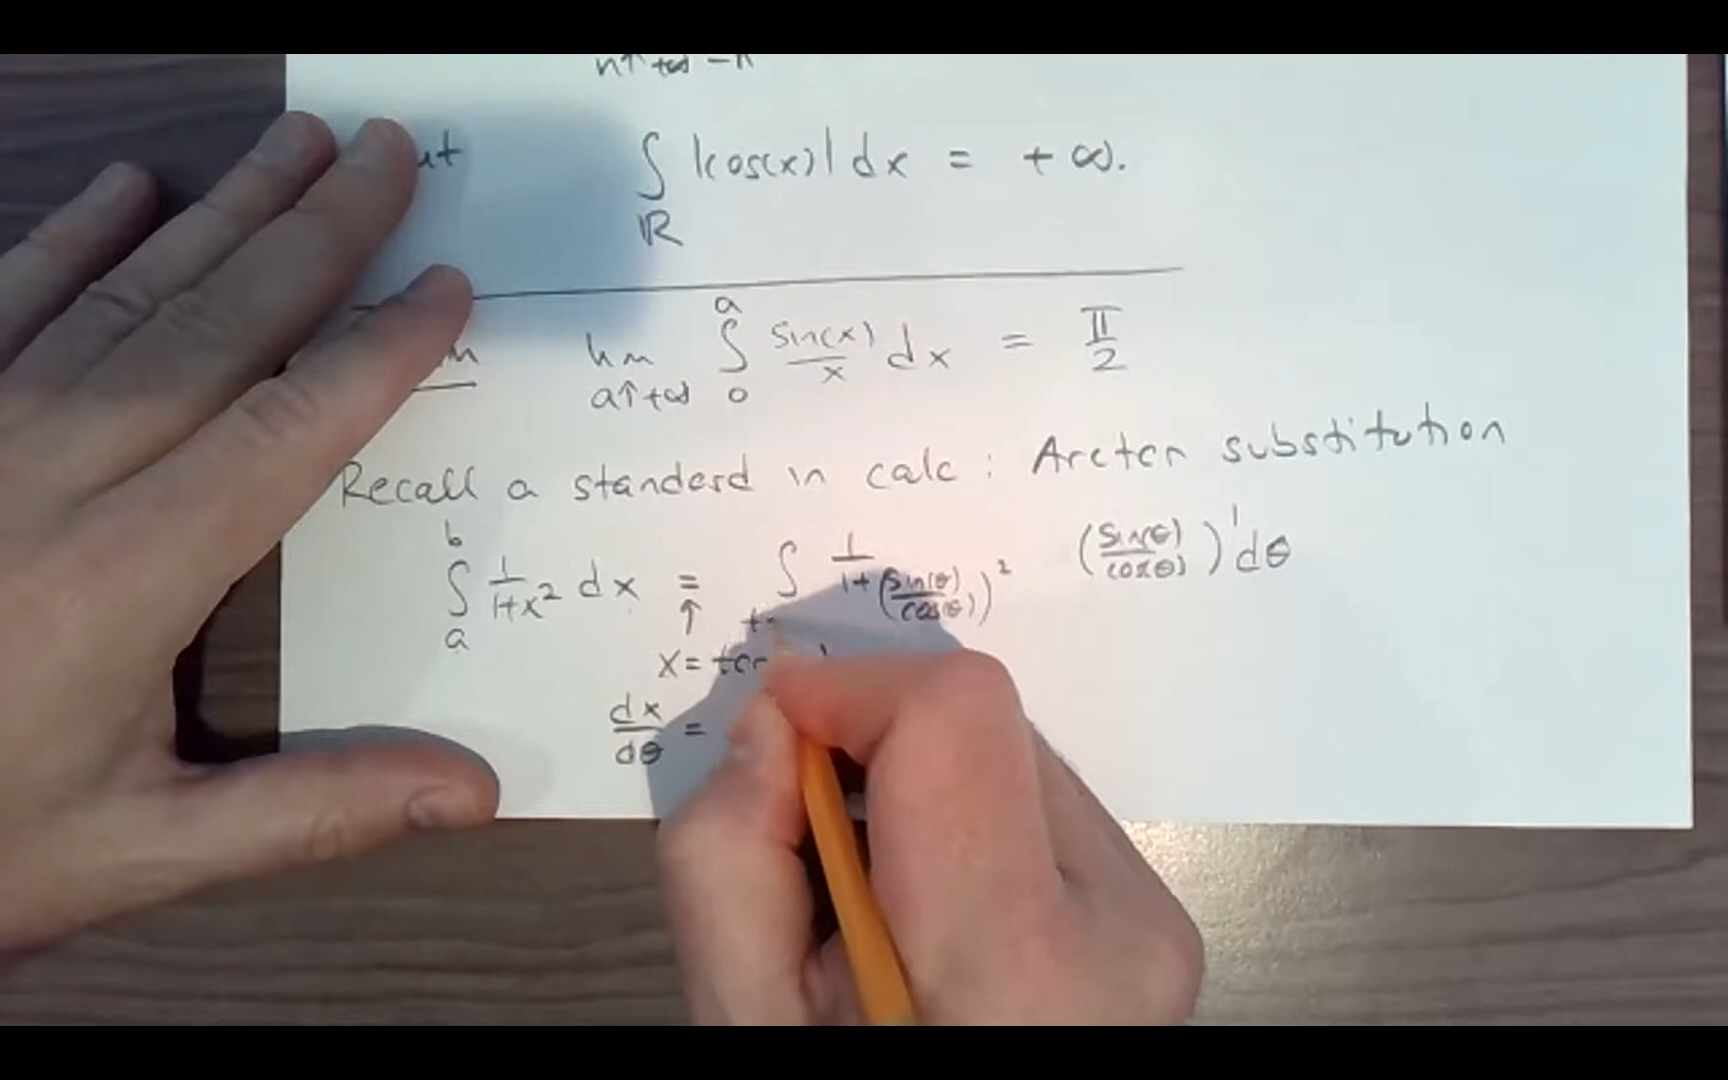 n↑+∞ -n
∫ |cos(x)| dx = +∞.
ℝ
lim ∫₀ᵃ sin(x)/x dx = π/2
a↑+∞
Recall a standard in calc : Arctan substitution
∫ₐᵇ 1/(1+x²) dx = ∫ 1/(1+(sin(θ)/cos(θ))²) (sin(θ)/cos(θ))' dθ
↑
x = tan
dx/dθ =